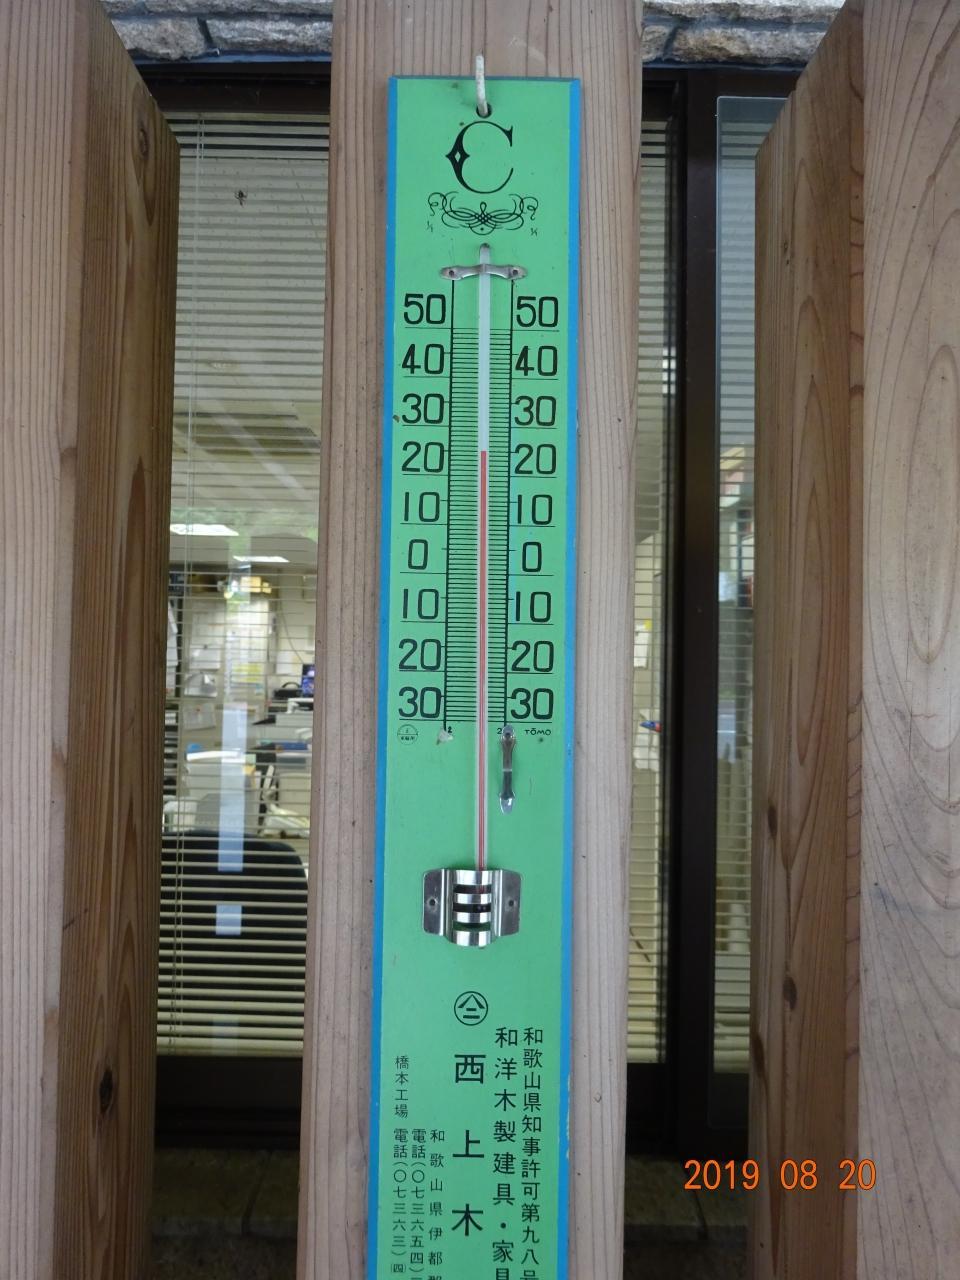 C
50 50
40 40
30 30
20 20
10 10
0 0
10 10
20 20
30 30
TŌMO
和歌山県知事許可第九八号
和洋木製建具・家具
西上木
和歌山県伊都郡
電話(〇七三六五四)
橋本工場 電話(〇七三六三)(四)
2019 08 20